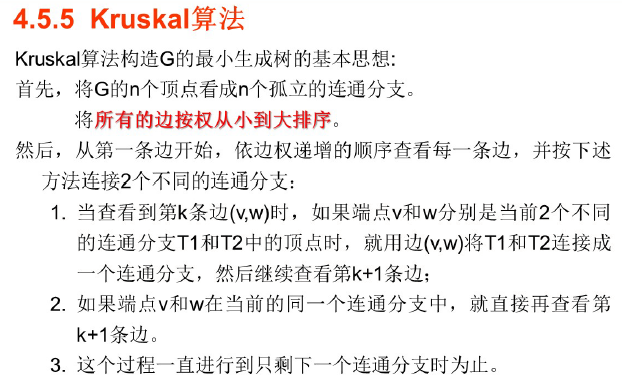 4.5.5 Kruskal算法
Kruskal算法构造G的最小生成树的基本思想:
首先，将G的n个顶点看成n个孤立的连通分支。
将所有的边按权从小到大排序。
然后，从第一条边开始，依边权递增的顺序查看每一条边，并按下述
方法连接2个不同的连通分支：
1. 当查看到第k条边(v,w)时，如果端点v和w分别是当前2个不同
的连通分支T1和T2中的顶点时，就用边(v,w)将T1和T2连接成
一个连通分支，然后继续查看第k+1条边；
2. 如果端点v和w在当前的同一个连通分支中，就直接再查看第
k+1条边。
3. 这个过程一直进行到只剩下一个连通分支时为止。